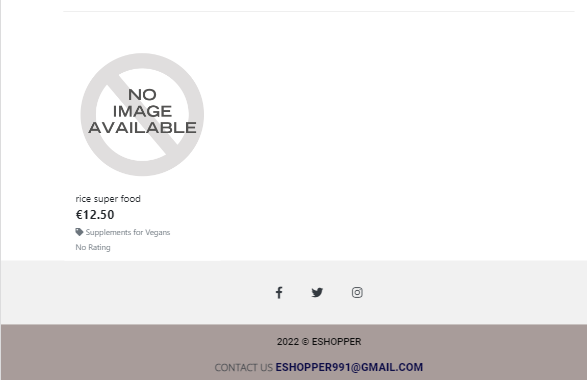 NO
IMAGE
AVAILABLE
rice super food
€12.50
Supplements for Vegans
No Rating
2022 © ESHOPPER
CONTACT US ESHOPPER991@GMAIL.COM